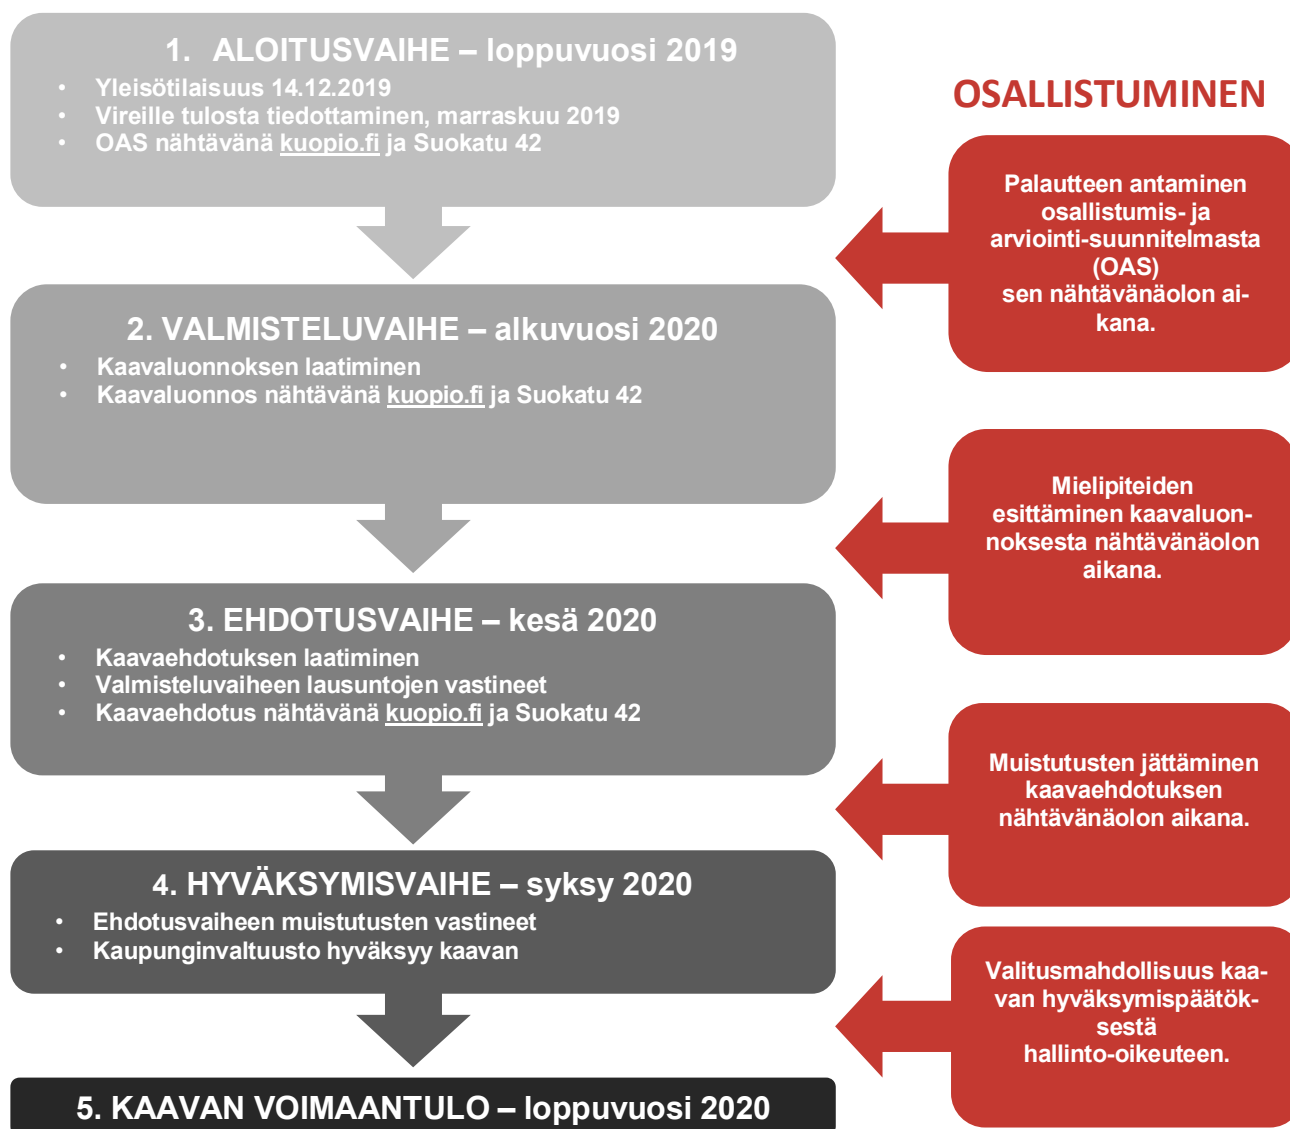 1. ALOITUSVAIHE – loppuvuosi 2019
• Yleisötilaisuus 14.12.2019
• Vireille tulosta tiedottaminen, marraskuu 2019
• OAS nähtävänä kuopio.fi ja Suokatu 42
OSALLISTUMINEN
Palautteen antaminen
osallistumis- ja
arviointi-suunnitelmasta
(OAS)
sen nähtävänäolon ai-
kana.
2. VALMISTELUVAIHE – alkuvuosi 2020
• Kaavaluonnoksen laatiminen
• Kaavaluonnos nähtävänä kuopio.fi ja Suokatu 42
Mielipiteiden
esittäminen kaavaluon-
noksesta nähtävänäolon
aikana.
3. EHDOTUSVAIHE – kesä 2020
• Kaavaehdotuksen laatiminen
• Valmisteluvaiheen lausuntojen vastineet
• Kaavaehdotus nähtävänä kuopio.fi ja Suokatu 42
Muistutusten jättäminen
kaavaehdotuksen
nähtävänäolon aikana.
4. HYVÄKSYMISVAIHE – syksy 2020
• Ehdotusvaiheen muistutusten vastineet
• Kaupunginvaltuusto hyväksyy kaavan
Valitusmahdollisuus kaa-
van hyväksymispäätök-
sestä
hallinto-oikeuteen.
5. KAAVAN VOIMAANTULO – loppuvuosi 2020